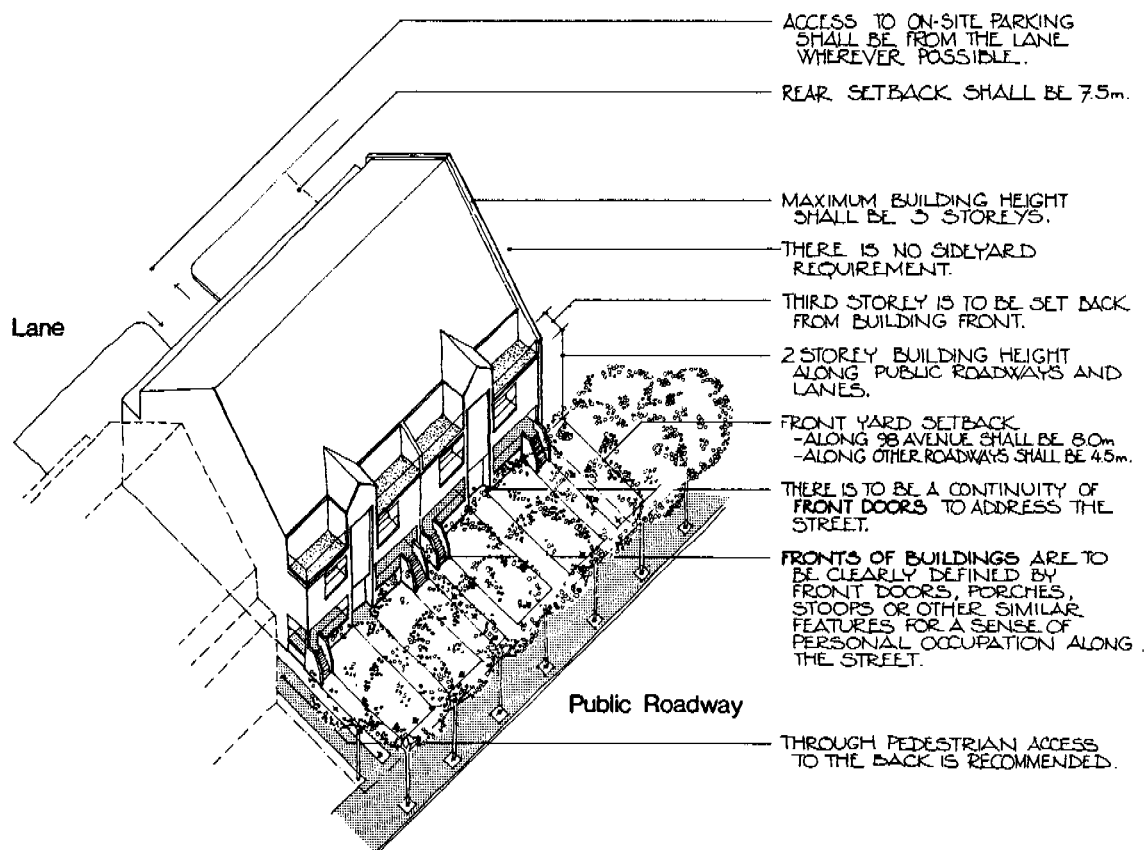 ACCESS TO ON-SITE PARKING
SHALL BE FROM THE LANE
WHEREVER POSSIBLE.
REAR SETBACK SHALL BE 7.5m.
MAXIMUM BUILDING HEIGHT
SHALL BE 3 STOREYS.
THERE IS NO SIDEYARD
REQUIREMENT.
THIRD STOREY IS TO BE SET BACK
FROM BUILDING FRONT.
Lane
2 STOREY BUILDING HEIGHT
ALONG PUBLIC ROADWAYS AND
LANES.
FRONT YARD SETBACK
-ALONG 98 AVENUE SHALL BE 8.0m
-ALONG OTHER ROADWAYS SHALL BE 4.5m.
THERE IS TO BE A CONTINUITY OF
FRONT DOORS TO ADDRESS THE
STREET.
FRONTS OF BUILDINGS ARE TO
BE CLEARLY DEFINED BY
FRONT DOORS, PORCHES,
STOOPS OR OTHER SIMILAR
FEATURES FOR A SENSE OF
PERSONAL OCCUPATION ALONG
THE STREET.
Public Roadway
THROUGH PEDESTRIAN ACCESS
TO THE BACK IS RECOMMENDED.